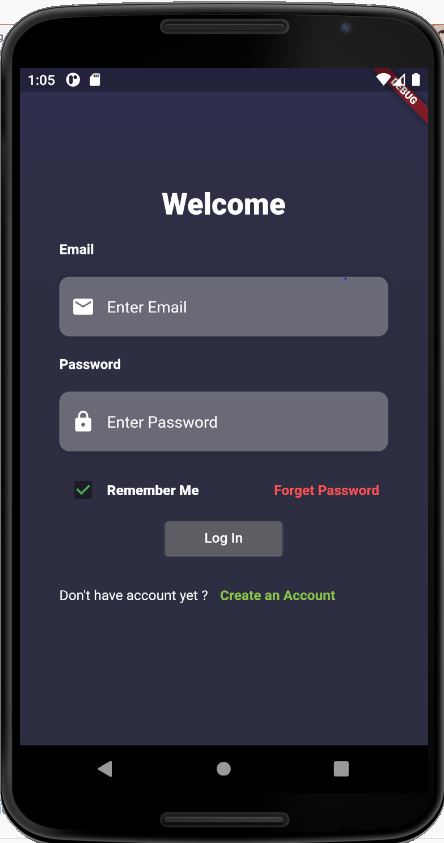 1:05
DEBUG
Welcome
Email
Enter Email
Password
Enter Password
Remember Me Forget Password
Log In
Don't have account yet ? Create an Account